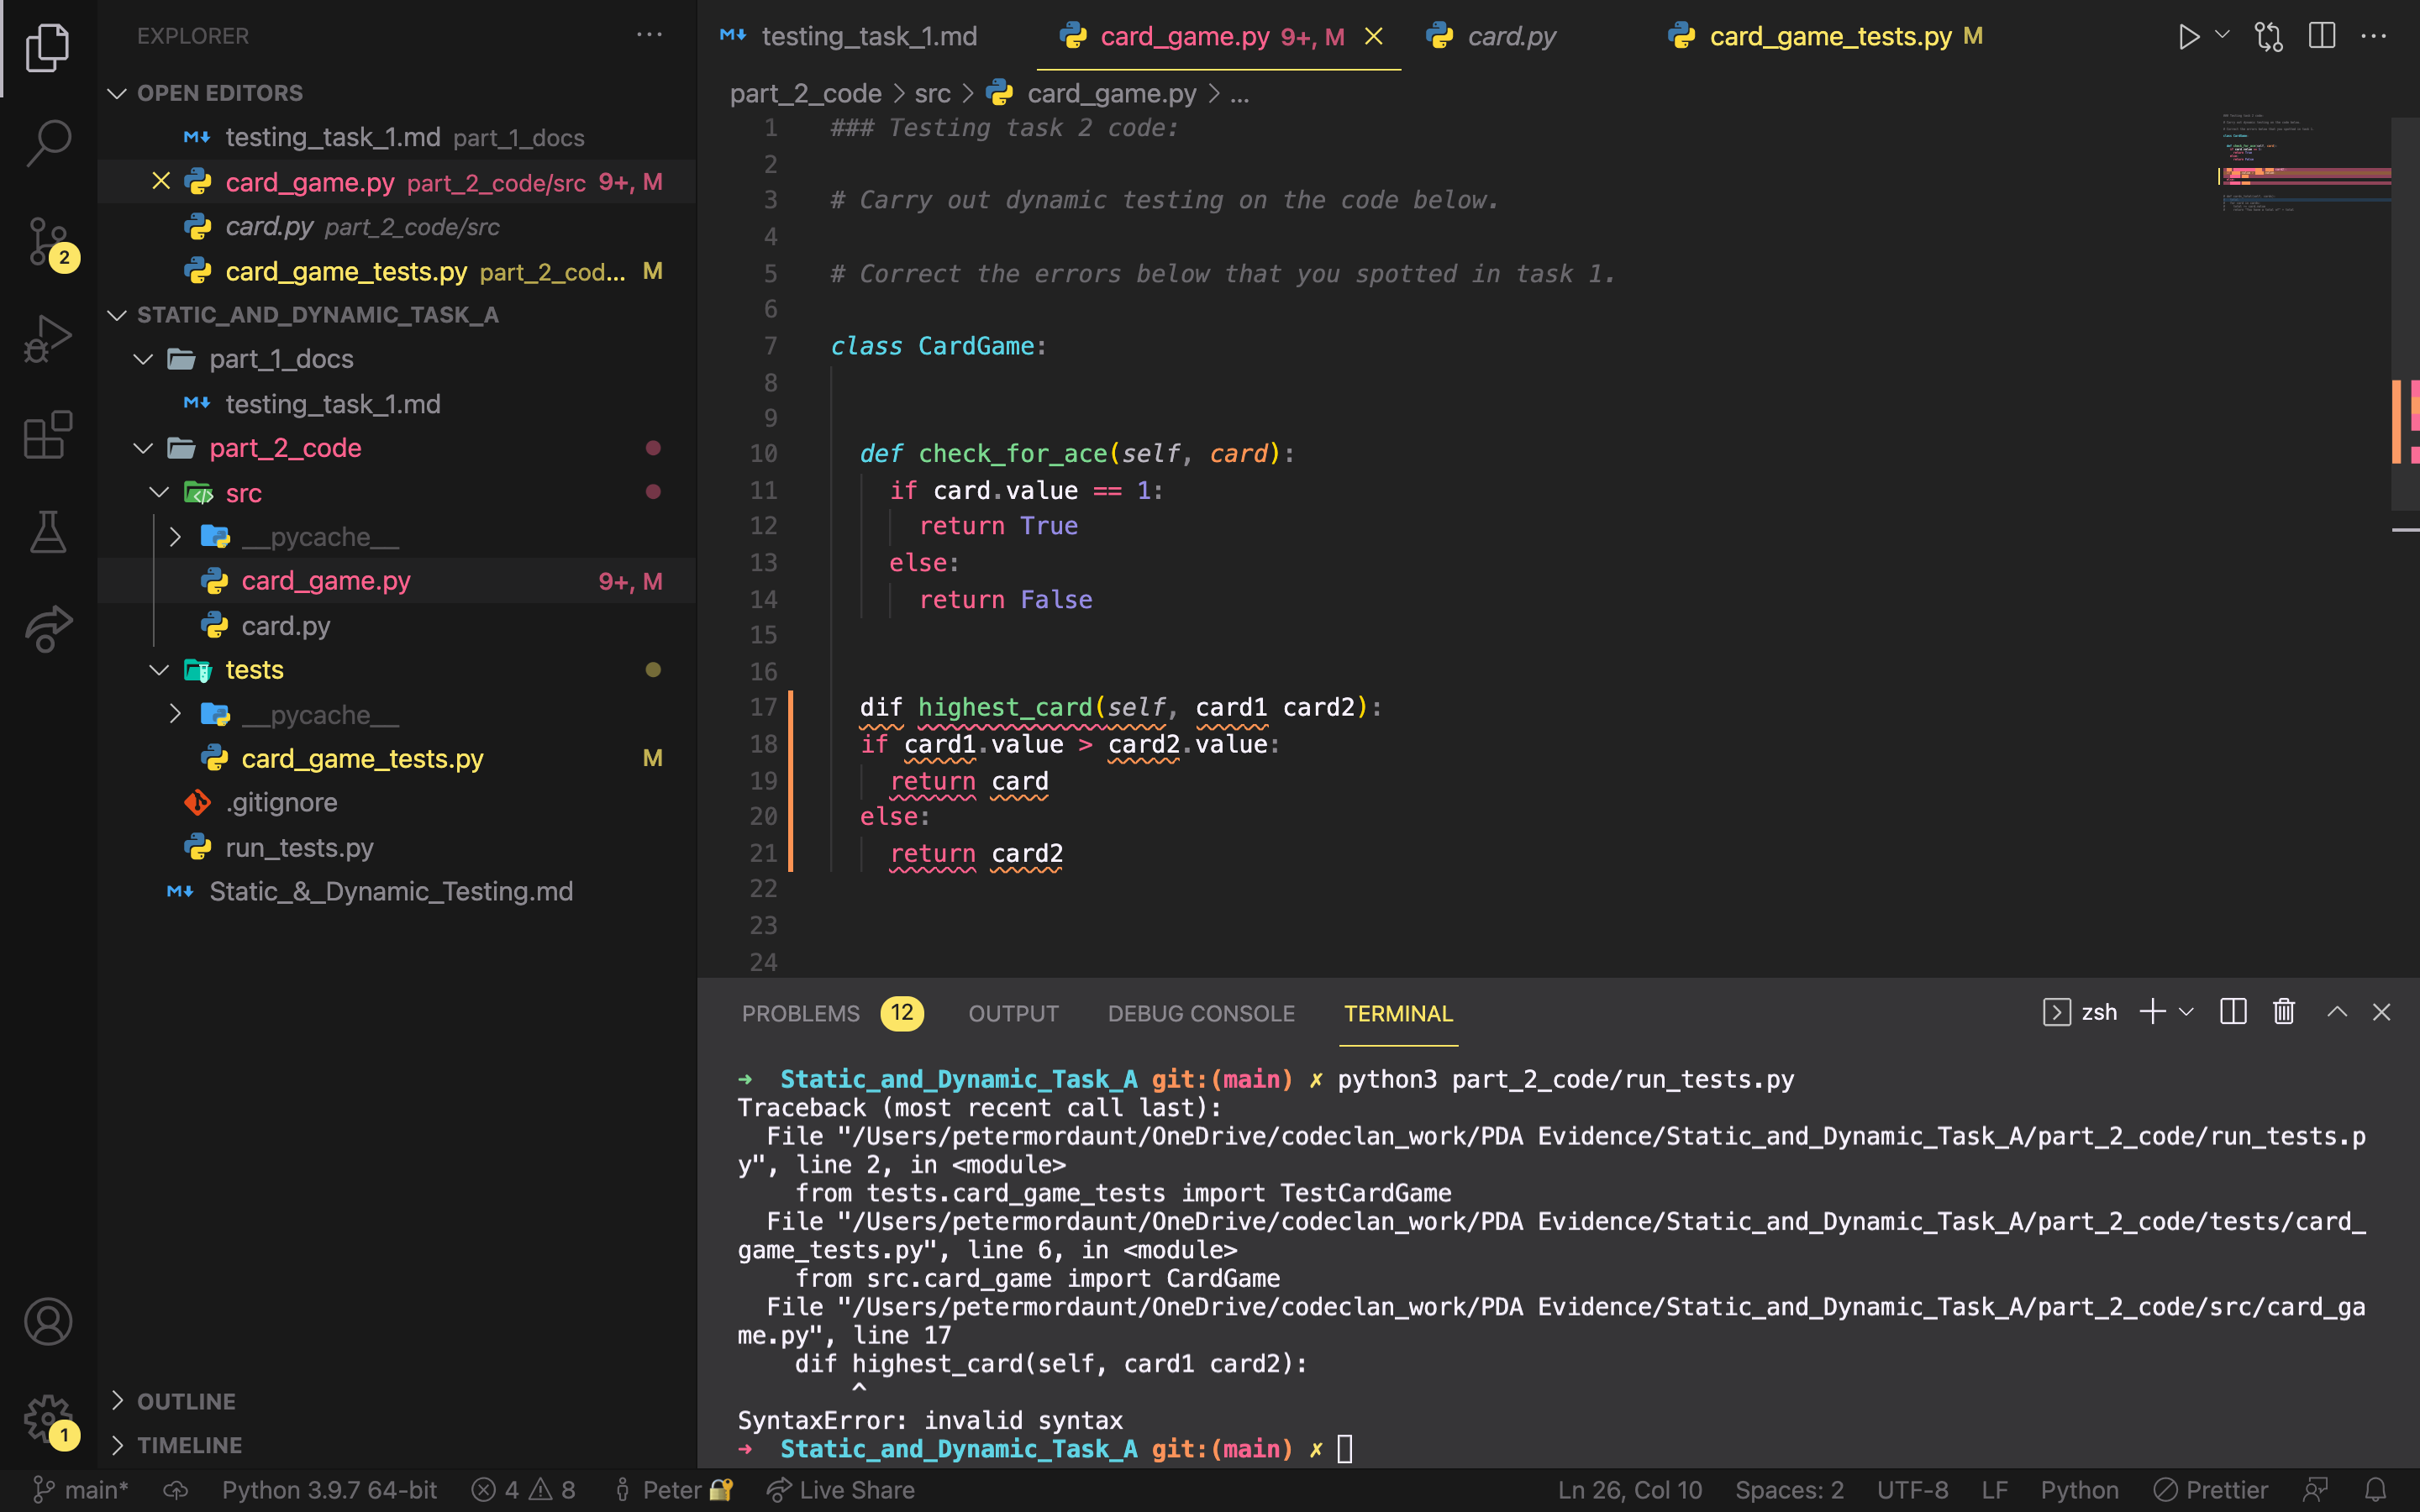 EXPLORER
OPEN EDITORS
testing_task_1.md part_1_docs
card_game.py part_2_code/src 9+, M
card.py part_2_code/src
card_game_tests.py part_2_cod... M
STATIC_AND_DYNAMIC_TASK_A
part_1_docs
testing_task_1.md
part_2_code
src
__pycache__
card_game.py 9+, M
card.py
tests
__pycache__
card_game_tests.py M
.gitignore
run_tests.py
Static_&_Dynamic_Testing.md
OUTLINE
TIMELINE
2
1
testing_task_1.md card_game.py 9+, M card.py card_game_tests.py M
part_2_code > src > card_game.py > ...
1 ### Testing task 2 code:
2
3 # Carry out dynamic testing on the code below.
4
5 # Correct the errors below that you spotted in task 1.
6
7 class CardGame:
8
9
10 def check_for_ace(self, card):
11 if card.value == 1:
12 return True
13 else:
14 return False
15
16
17 dif highest_card(self, card1 card2):
18 if card1.value > card2.value:
19 return card
20 else:
21 return card2
22
23
24
PROBLEMS 12 OUTPUT DEBUG CONSOLE TERMINAL zsh
➜ Static_and_Dynamic_Task_A git:(main) ✗ python3 part_2_code/run_tests.py
Traceback (most recent call last):
File "/Users/petermordaunt/OneDrive/codeclan_work/PDA Evidence/Static_and_Dynamic_Task_A/part_2_code/run_tests.p
y", line 2, in <module>
from tests.card_game_tests import TestCardGame
File "/Users/petermordaunt/OneDrive/codeclan_work/PDA Evidence/Static_and_Dynamic_Task_A/part_2_code/tests/card_
game_tests.py", line 6, in <module>
from src.card_game import CardGame
File "/Users/petermordaunt/OneDrive/codeclan_work/PDA Evidence/Static_and_Dynamic_Task_A/part_2_code/src/card_ga
me.py", line 17
dif highest_card(self, card1 card2):
^
SyntaxError: invalid syntax
➜ Static_and_Dynamic_Task_A git:(main) ✗
main* Python 3.9.7 64-bit 4 8 Peter Live Share Ln 26, Col 10 Spaces: 2 UTF-8 LF Python Prettier